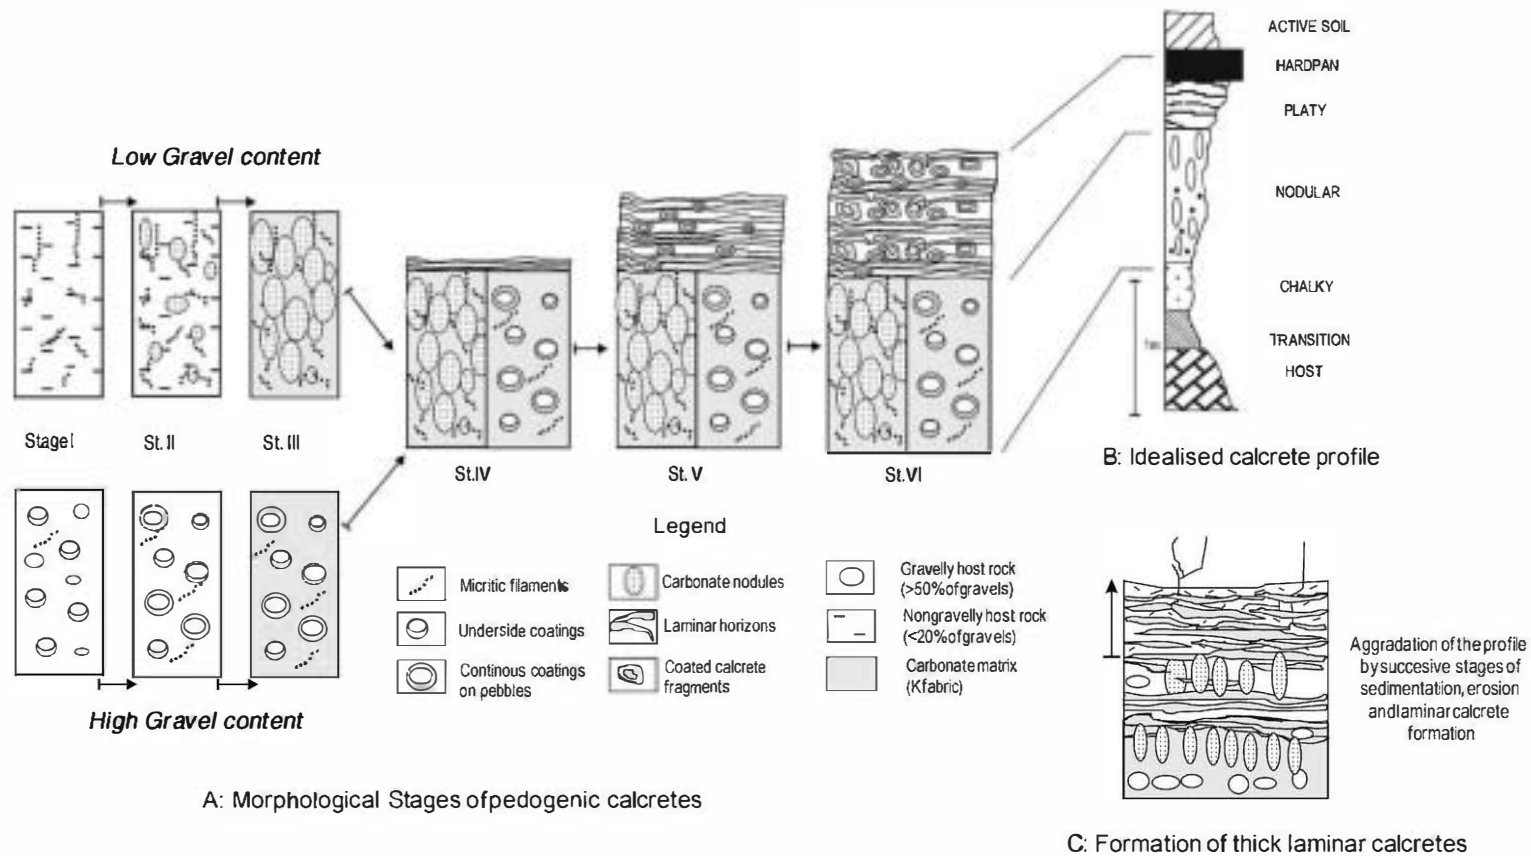 Low Gravel content
Stage I
St. II
St. III
High Gravel content
St.IV
St. V
St.VI
Legend
Micritic filaments
Underside coatings
Continous coatings
on pebbles
Carbonate nodules
Laminar horizons
Coated calcrete
fragments
Gravelly host rock
(>50%ofgravels)
Nongravelly host rock
(<20%ofgravels)
Carbonate matrix
(Kfabric)
A: Morphological Stages of pedogenic calcretes
ACTIVE SOIL
HARDPAN
PLATY
NODULAR
CHALKY
TRANSITION
HOST
B: Idealised calcrete profile
Aggradation of the profile
by succesive stages of
sedimentation, erosion
and laminar calcrete
formation
C: Formation of thick laminar calcretes